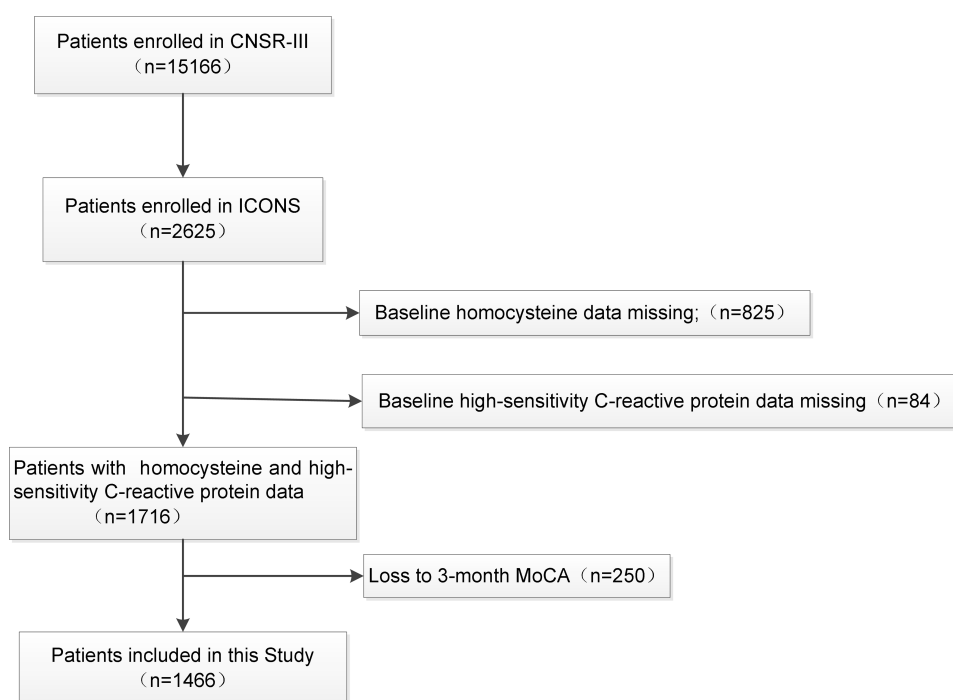 Patients enrolled in CNSR-III
（n=15166）
Patients enrolled in ICONS
（n=2625）
Baseline homocysteine data missing;（n=825）
Baseline high-sensitivity C-reactive protein data missing（n=84）
Patients with homocysteine and high-
sensitivity C-reactive protein data
（n=1716）
Loss to 3-month MoCA（n=250）
Patients included in this Study
（n=1466）